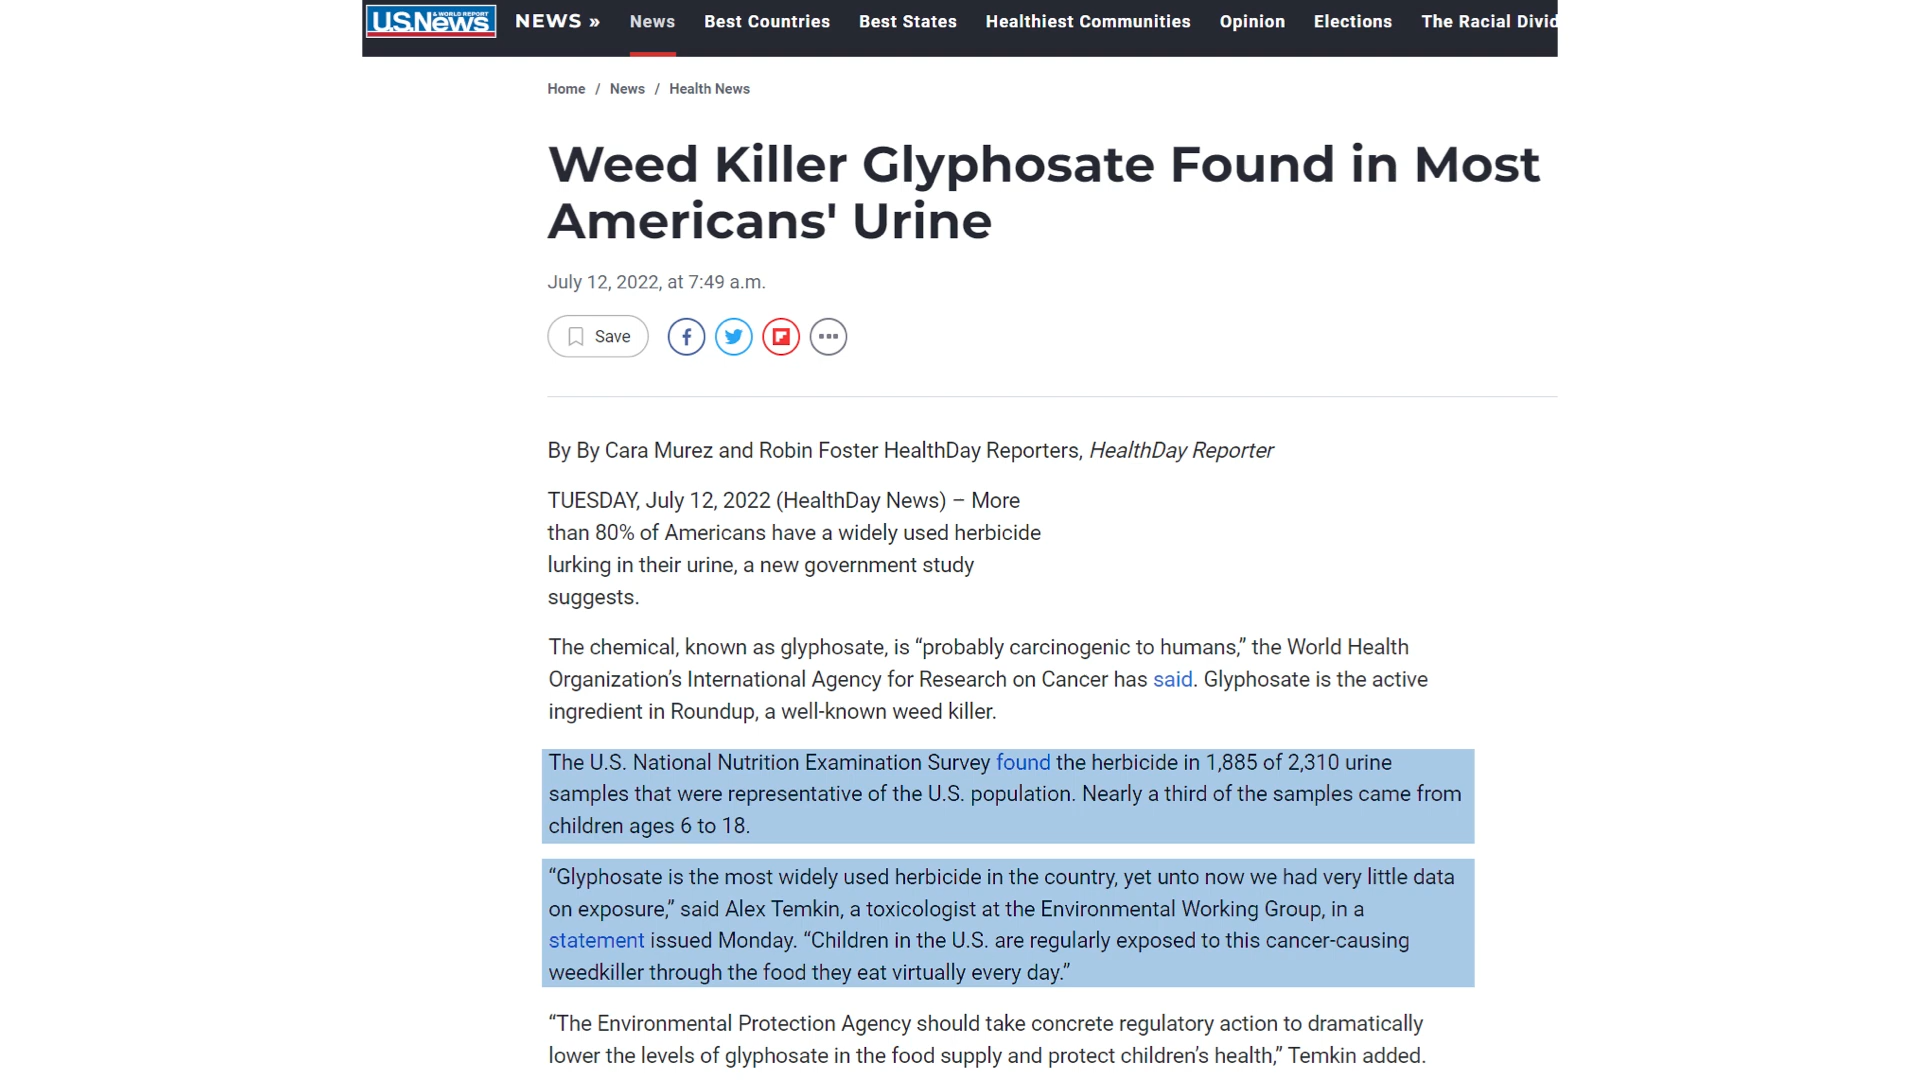 U.S.News
& WORLD REPORT
NEWS » News Best Countries Best States Healthiest Communities Opinion Elections The Racial Divid
Home / News / Health News
Weed Killer Glyphosate Found in Most
Americans' Urine
July 12, 2022, at 7:49 a.m.
Save
By By Cara Murez and Robin Foster HealthDay Reporters, HealthDay Reporter
TUESDAY, July 12, 2022 (HealthDay News) – More
than 80% of Americans have a widely used herbicide
lurking in their urine, a new government study
suggests.
The chemical, known as glyphosate, is “probably carcinogenic to humans,” the World Health
Organization’s International Agency for Research on Cancer has said. Glyphosate is the active
ingredient in Roundup, a well-known weed killer.
The U.S. National Nutrition Examination Survey found the herbicide in 1,885 of 2,310 urine
samples that were representative of the U.S. population. Nearly a third of the samples came from
children ages 6 to 18.
“Glyphosate is the most widely used herbicide in the country, yet unto now we had very little data
on exposure,” said Alex Temkin, a toxicologist at the Environmental Working Group, in a
statement issued Monday. “Children in the U.S. are regularly exposed to this cancer-causing
weedkiller through the food they eat virtually every day.”
“The Environmental Protection Agency should take concrete regulatory action to dramatically
lower the levels of glyphosate in the food supply and protect children’s health,” Temkin added.